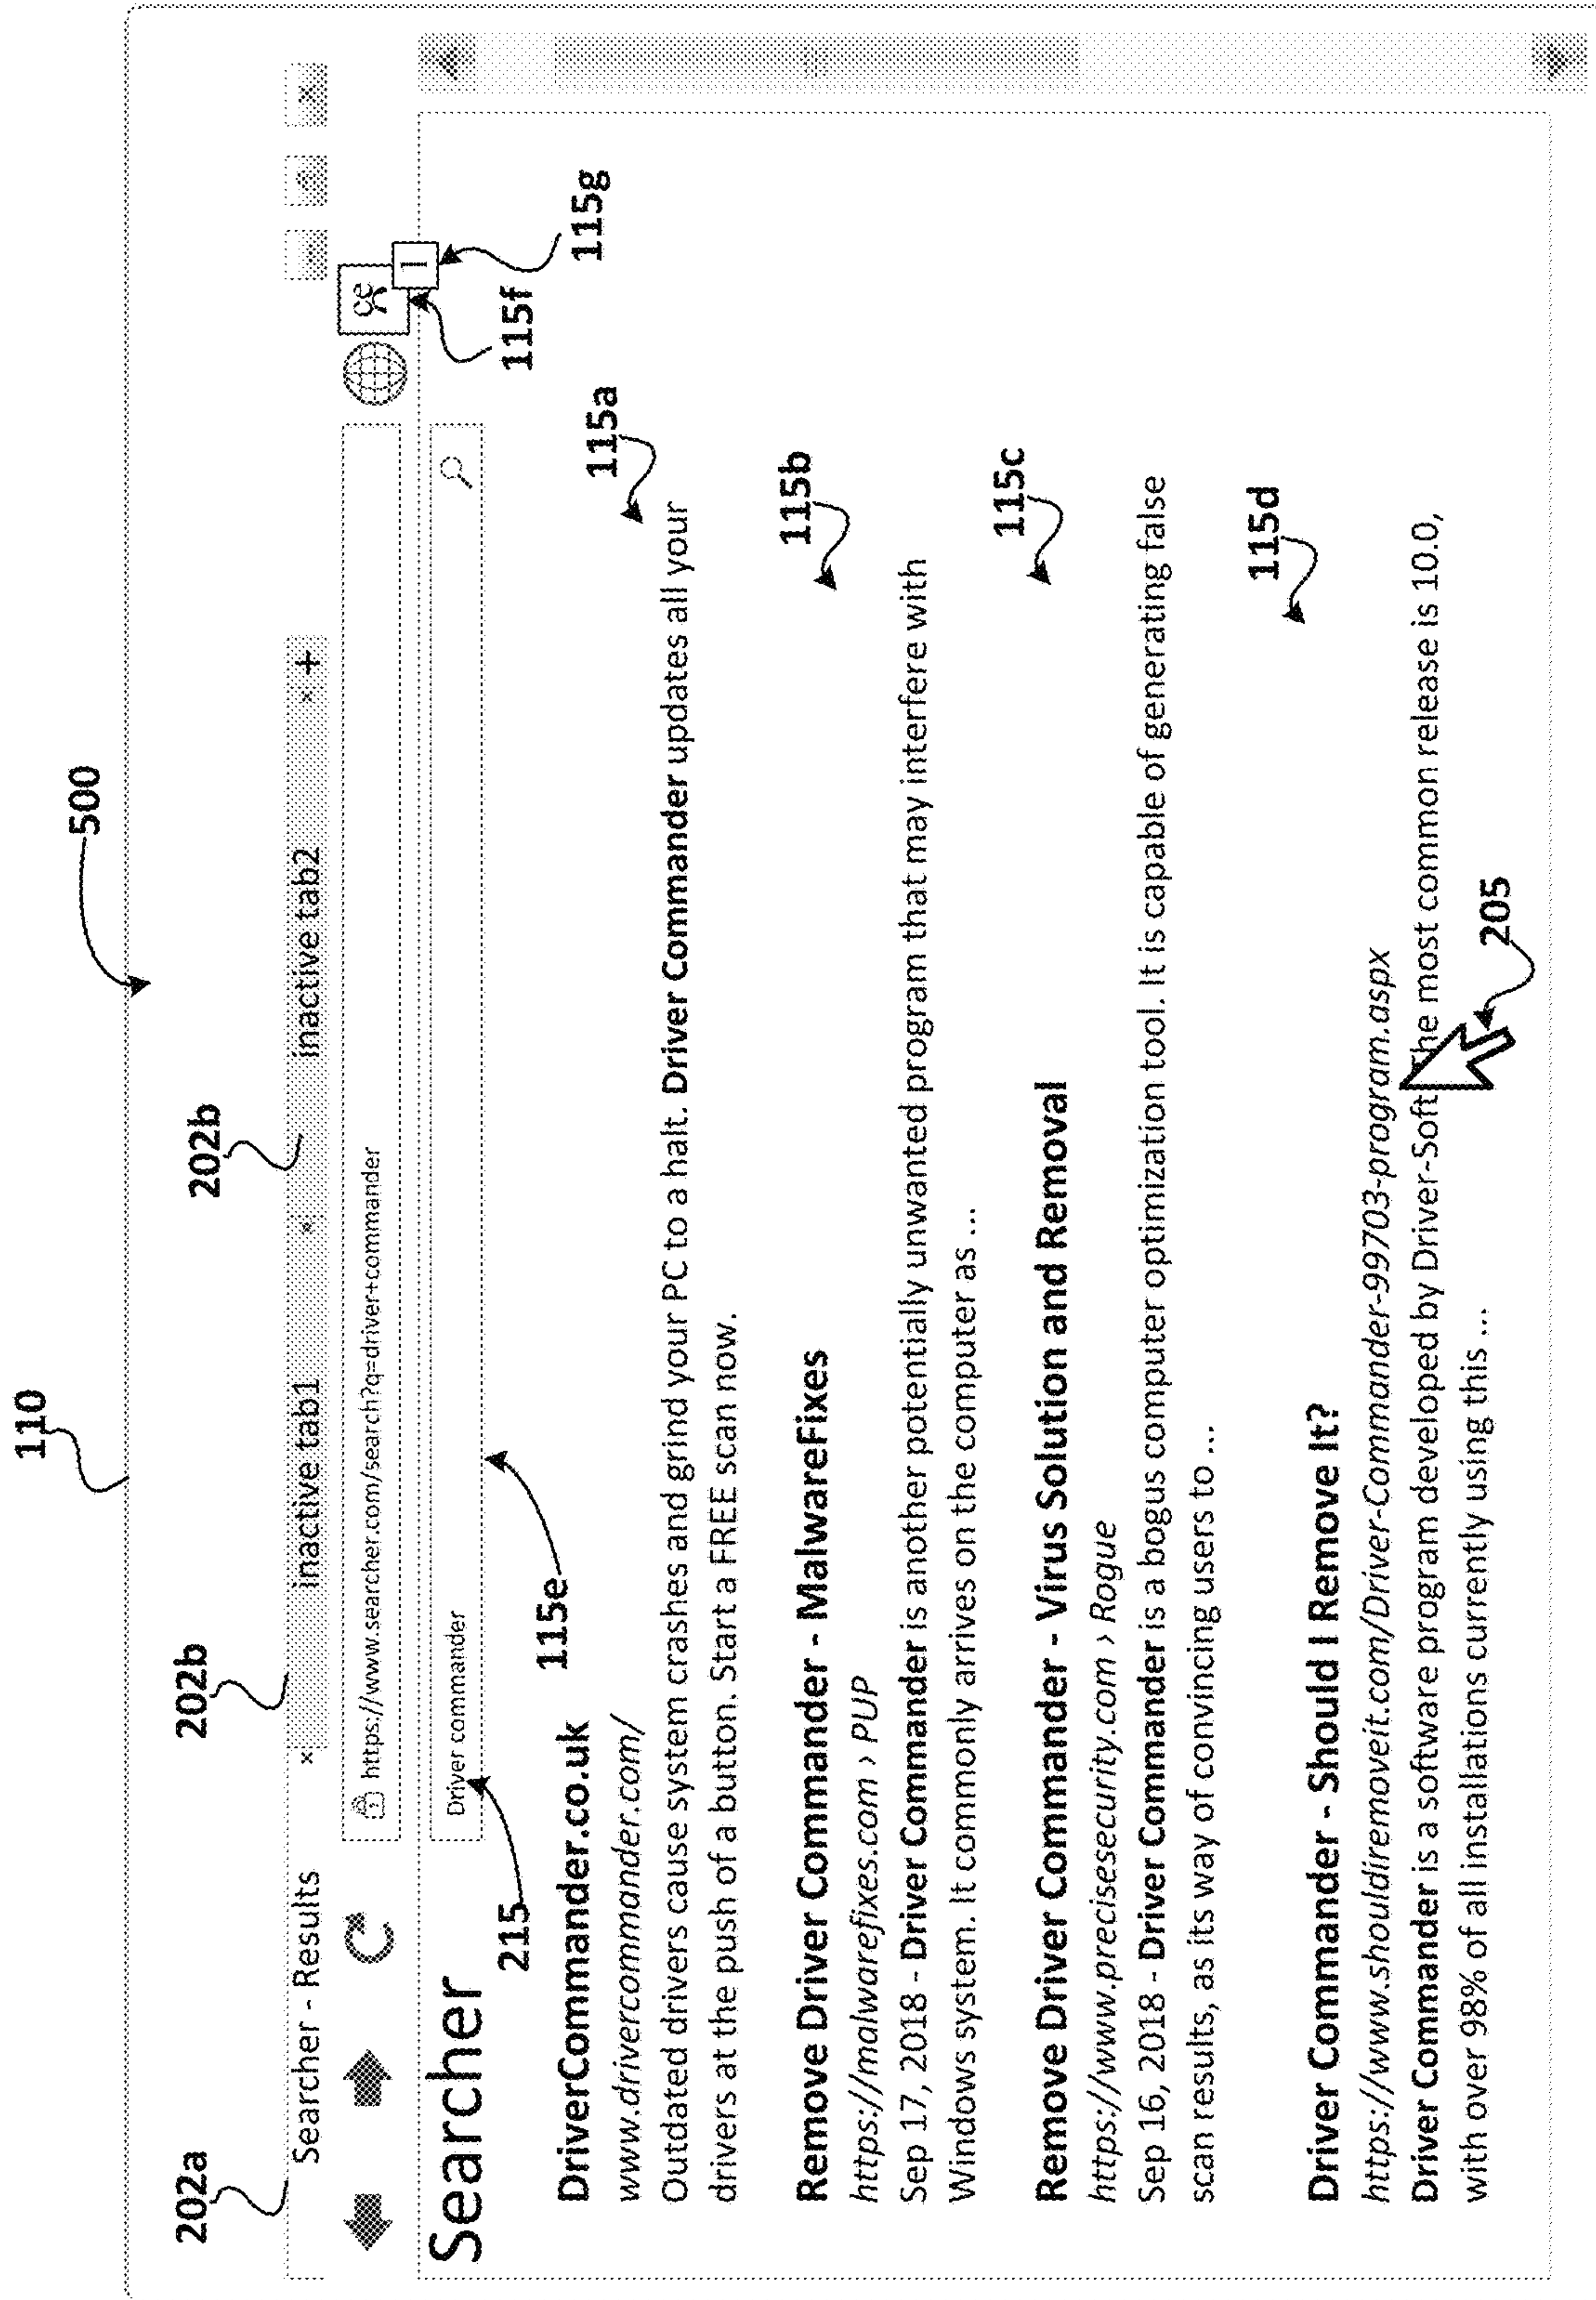 110
500
202a
202b
202b
Searcher - Results ×
inactive tab1 ×
inactive tab2 × +
https://www.searcher.com/search?q=driver+commander
Searcher
Driver commander
215
115e
115f
115g
DriverCommander.co.uk
115a
www.drivercommander.com/
Outdated drivers cause system crashes and grind your PC to a halt. Driver Commander updates all your
drivers at the push of a button. Start a FREE scan now.
Remove Driver Commander - MalwareFixes
115b
https://malwarefixes.com › PUP
Sep 17, 2018 - Driver Commander is another potentially unwanted program that may interfere with
Windows system. It commonly arrives on the computer as ...
Remove Driver Commander - Virus Solution and Removal
115c
https://www.precisesecurity.com › Rogue
Sep 16, 2018 - Driver Commander is a bogus computer optimization tool. It is capable of generating false
scan results, as its way of convincing users to ...
Driver Commander - Should I Remove It?
115d
https://www.shouldiremoveit.com/Driver-Commander-99703-program.aspx
Driver Commander is a software program developed by Driver-Soft The most common release is 10.0,
with over 98% of all installations currently using this ...
205